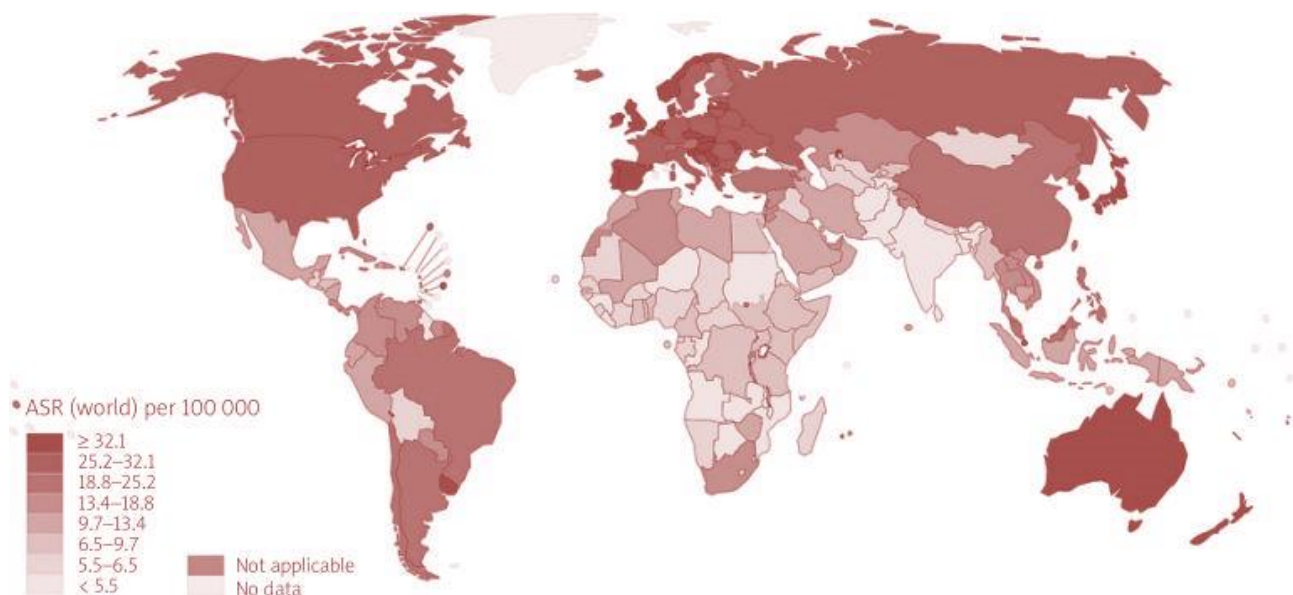 ASR (world) per 100 000
≥ 32.1
25.2–32.1
18.8–25.2
13.4–18.8
9.7–13.4
6.5–9.7
5.5–6.5
< 5.5
Not applicable
No data